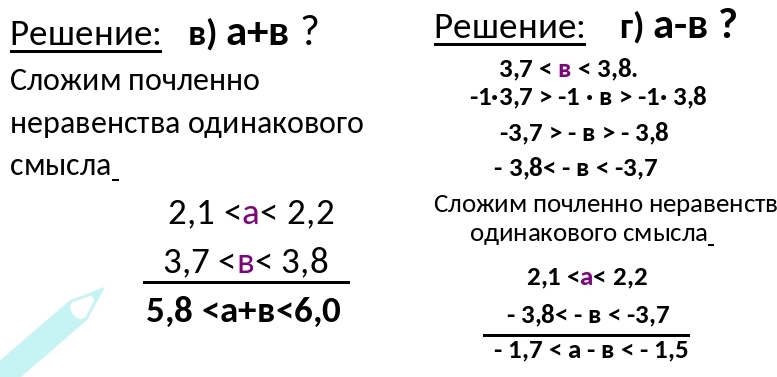 Решение: в) а+в ?
Сложим почленно
неравенства одинакового
смысла
2,1 <а< 2,2
3,7 <в< 3,8
5,8 <а+в<6,0
Решение: г) а-в ?
3,7 < в < 3,8.
-1·3,7 > -1 · в > -1· 3,8
-3,7 > - в > - 3,8
- 3,8< - в < -3,7
Сложим почленно неравенств
одинакового смысла
2,1 <а< 2,2
- 3,8< - в < -3,7
- 1,7 < а - в < - 1,5